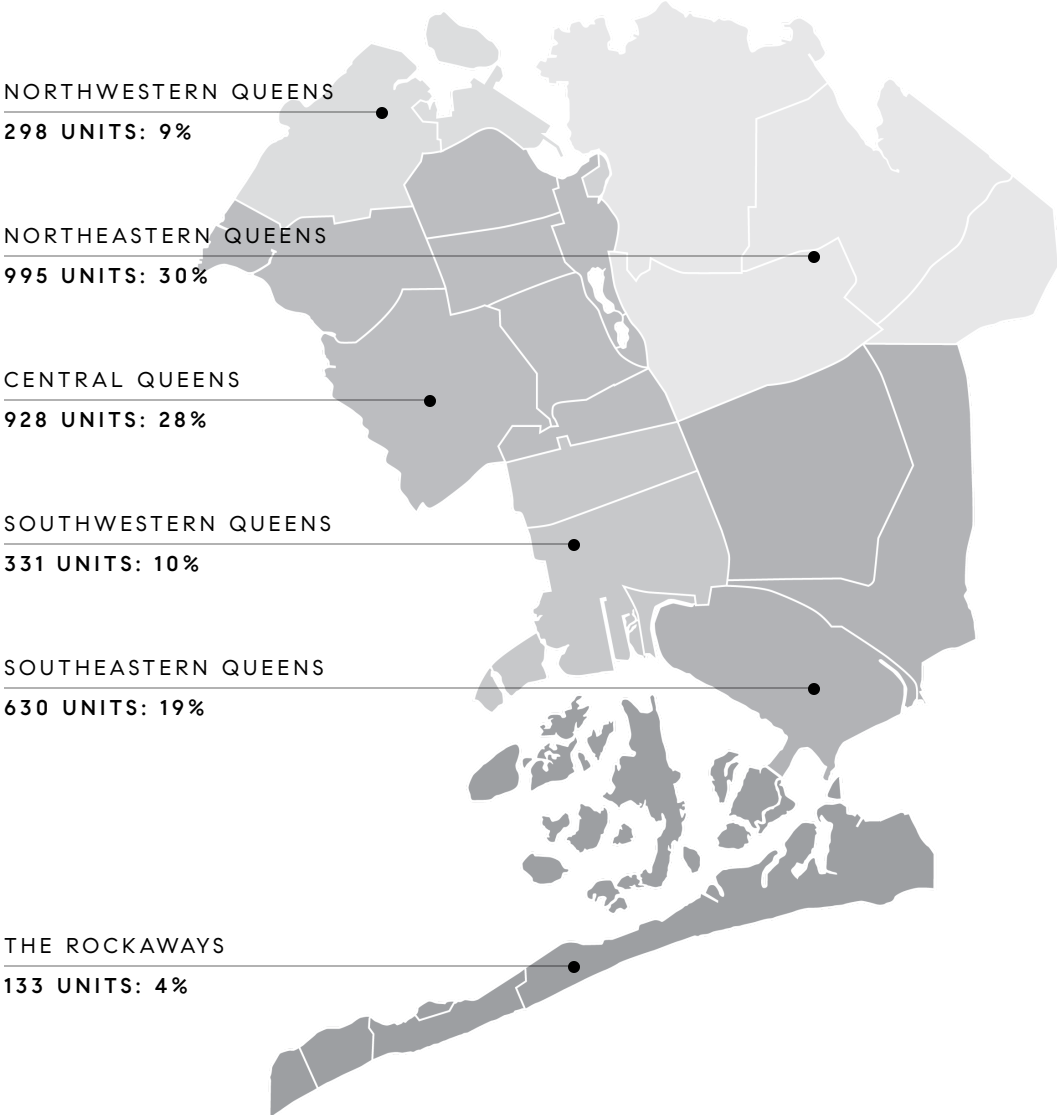 NORTHWESTERN QUEENS
298 UNITS: 9%
NORTHEASTERN QUEENS
995 UNITS: 30%
CENTRAL QUEENS
928 UNITS: 28%
SOUTHWESTERN QUEENS
331 UNITS: 10%
SOUTHEASTERN QUEENS
630 UNITS: 19%
THE ROCKAWAYS
133 UNITS: 4%